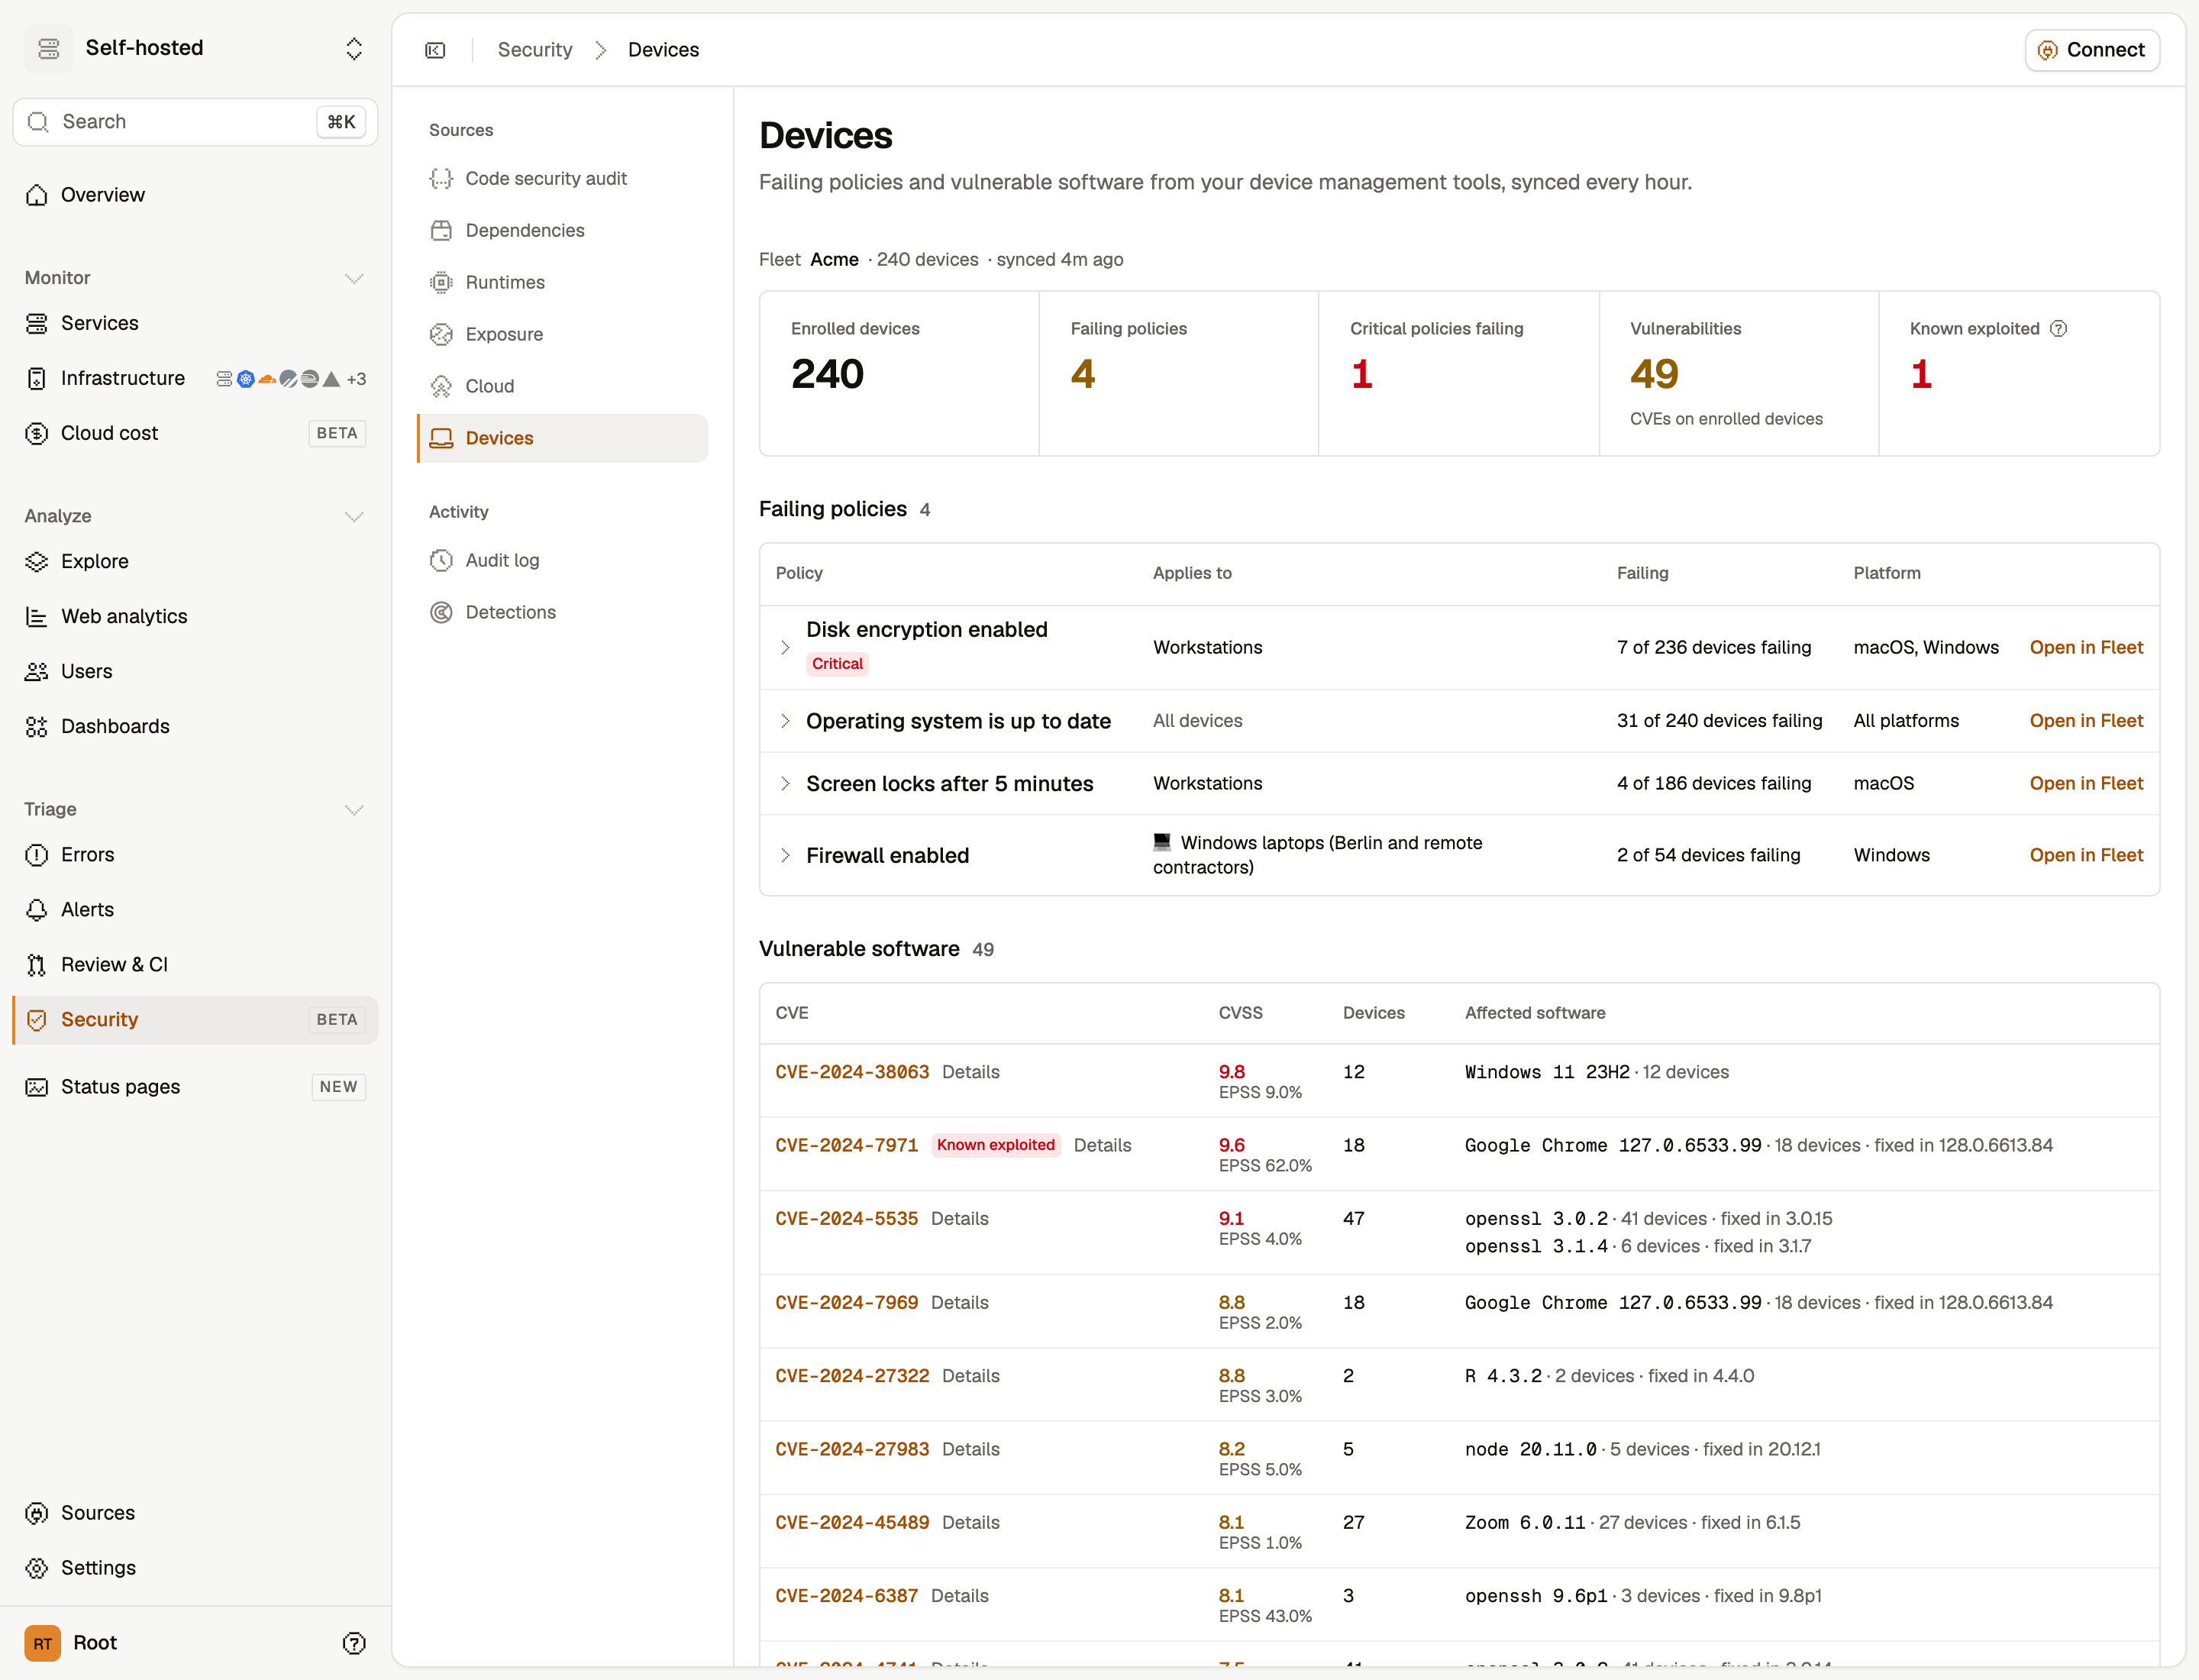 Self-hosted
Search
⌘K
Overview
Monitor
Services
Infrastructure +3
Cloud cost BETA
Analyze
Explore
Web analytics
Users
Dashboards
Triage
Errors
Alerts
Review & CI
Security BETA
Status pages NEW
Sources
Settings
RT Root
Security Devices
Connect
Sources
Code security audit
Dependencies
Runtimes
Exposure
Cloud
Devices
Activity
Audit log
Detections
Devices
Failing policies and vulnerable software from your device management tools, synced every hour.
Fleet Acme · 240 devices · synced 4m ago
Enrolled devices
240
Failing policies
4
Critical policies failing
1
Vulnerabilities
49
CVEs on enrolled devices
Known exploited
1
Failing policies 4
Policy Applies to Failing Platform
Disk encryption enabled
Critical
Workstations 7 of 236 devices failing macOS, Windows Open in Fleet
Operating system is up to date All devices 31 of 240 devices failing All platforms Open in Fleet
Screen locks after 5 minutes Workstations 4 of 186 devices failing macOS Open in Fleet
Firewall enabled
Windows laptops (Berlin and remote
contractors)
2 of 54 devices failing Windows Open in Fleet
Vulnerable software 49
CVE CVSS Devices Affected software
CVE-2024-38063 Details 9.8 12 Windows 11 23H2 · 12 devices
EPSS 9.0%
CVE-2024-7971 Known exploited Details 9.6 18 Google Chrome 127.0.6533.99 · 18 devices · fixed in 128.0.6613.84
EPSS 62.0%
CVE-2024-5535 Details 9.1 47 openssl 3.0.2 · 41 devices · fixed in 3.0.15
EPSS 4.0%
openssl 3.1.4 · 6 devices · fixed in 3.1.7
CVE-2024-7969 Details 8.8 18 Google Chrome 127.0.6533.99 · 18 devices · fixed in 128.0.6613.84
EPSS 2.0%
CVE-2024-27322 Details 8.8 2 R 4.3.2 · 2 devices · fixed in 4.4.0
EPSS 3.0%
CVE-2024-27983 Details 8.2 5 node 20.11.0 · 5 devices · fixed in 20.12.1
EPSS 5.0%
CVE-2024-45489 Details 8.1 27 Zoom 6.0.11 · 27 devices · fixed in 6.1.5
EPSS 1.0%
CVE-2024-6387 Details 8.1 3 openssh 9.6p1 · 3 devices · fixed in 9.8p1
EPSS 43.0%